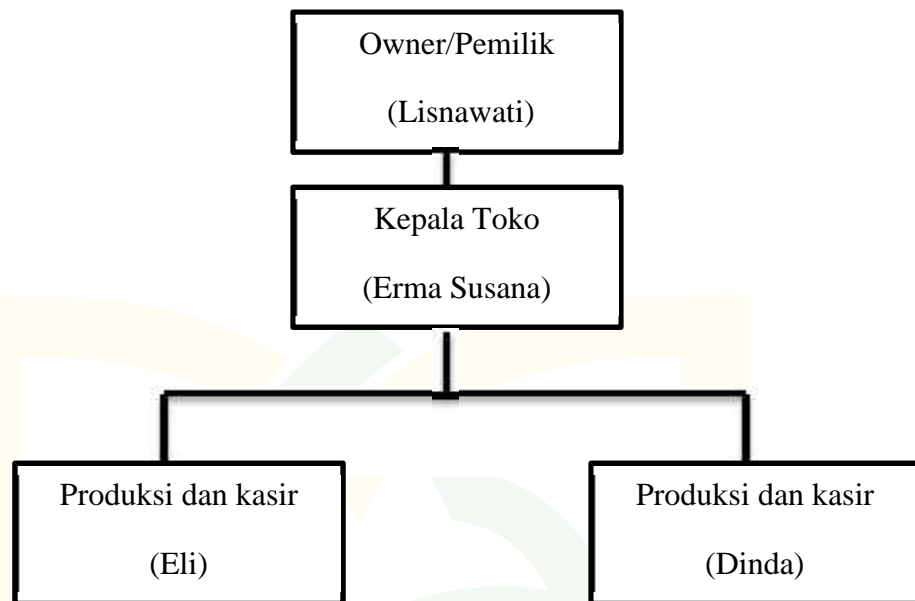 Owner/Pemilik
(Lisnawati)
Kepala Toko
(Erma Susana)
Produksi dan kasir
(Eli)
Produksi dan kasir
(Dinda)